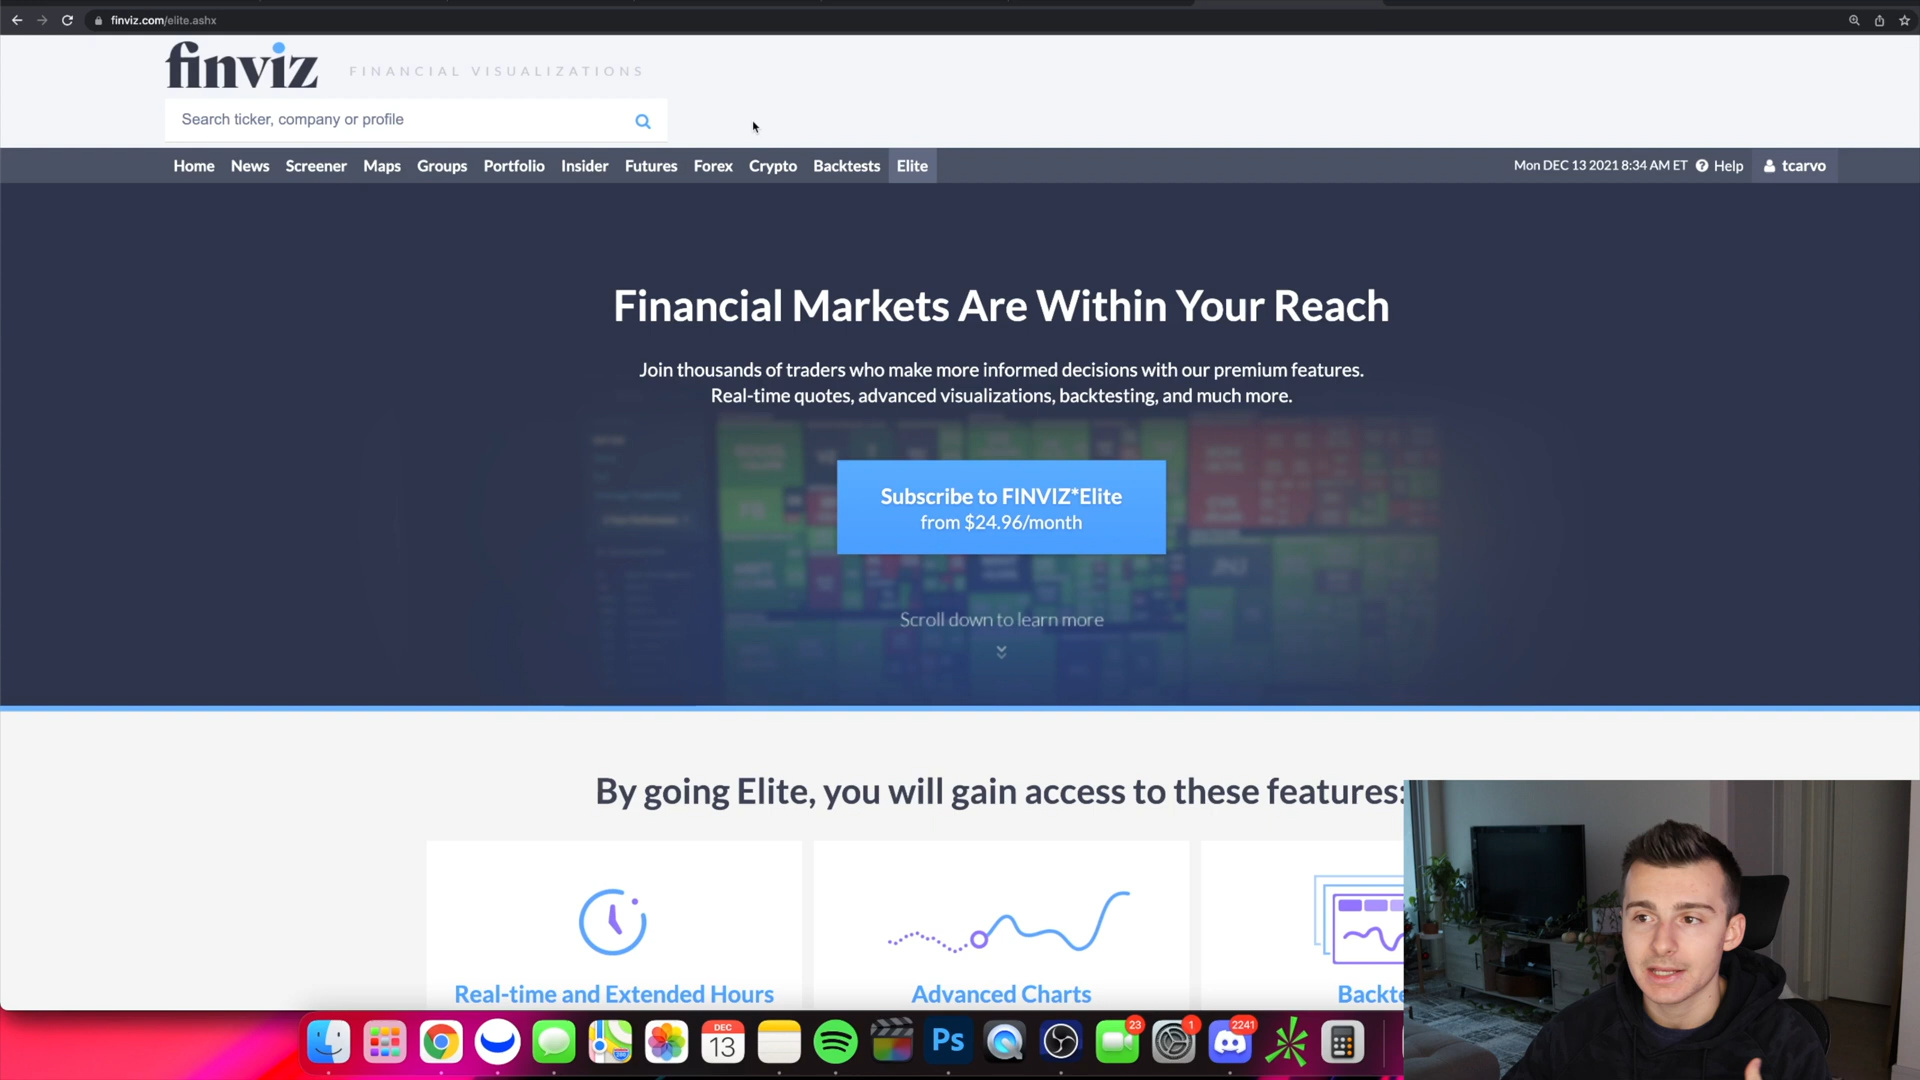 finviz.com/elite.ashx
finviz FINANCIAL VISUALIZATIONS
Search ticker, company or profile
Home News Screener Maps Groups Portfolio Insider Futures Forex Crypto Backtests Elite Mon DEC 13 2021 8:34 AM ET Help tcarvo
Financial Markets Are Within Your Reach
Join thousands of traders who make more informed decisions with our premium features.
Real-time quotes, advanced visualizations, backtesting, and much more.
Subscribe to FINVIZ*Elite
from $24.96/month
Scroll down to learn more
By going Elite, you will gain access to these features:
Real-time and Extended Hours Advanced Charts Backte
DEC
13
Ps
23
1
2241